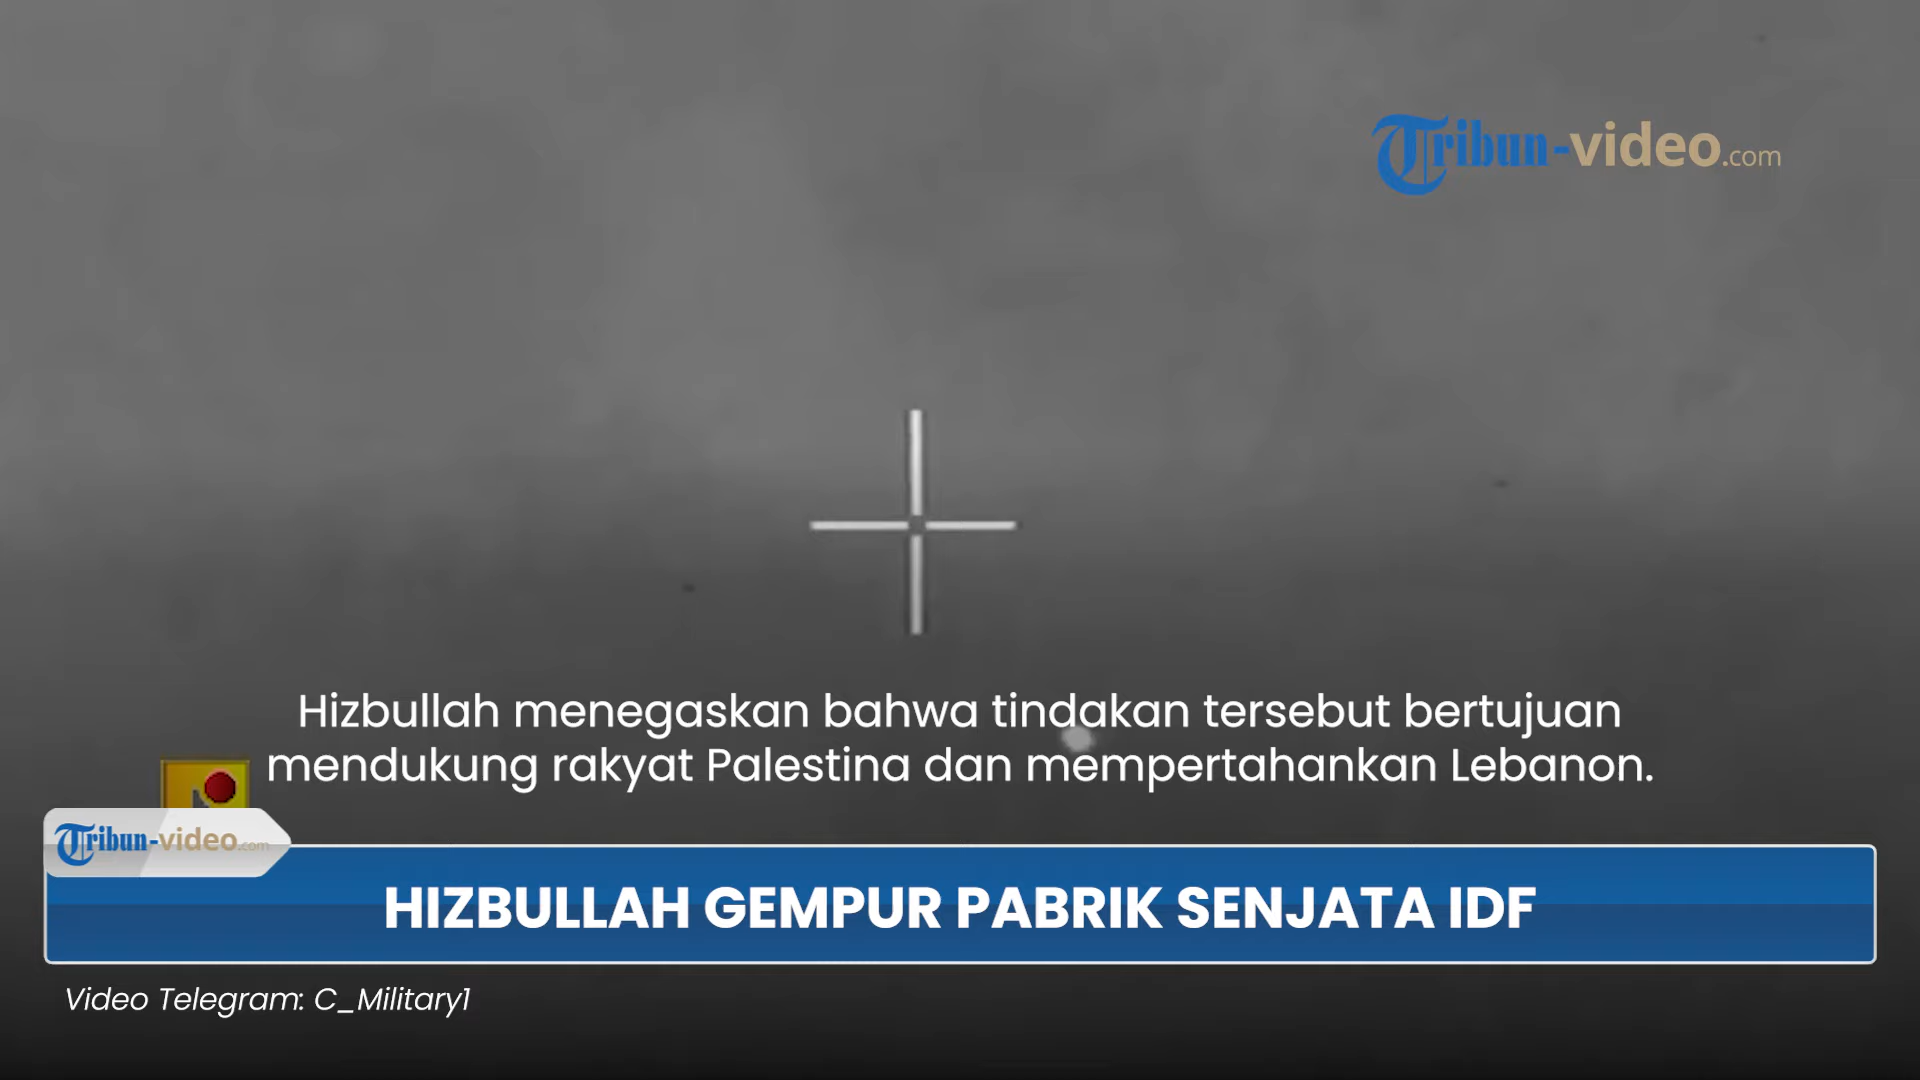 Tribun-video.com
Hizbullah menegaskan bahwa tindakan tersebut bertujuan
mendukung rakyat Palestina dan mempertahankan Lebanon.
Tribun-video.com
HIZBULLAH GEMPUR PABRIK SENJATA IDF
Video Telegram: C_Military1